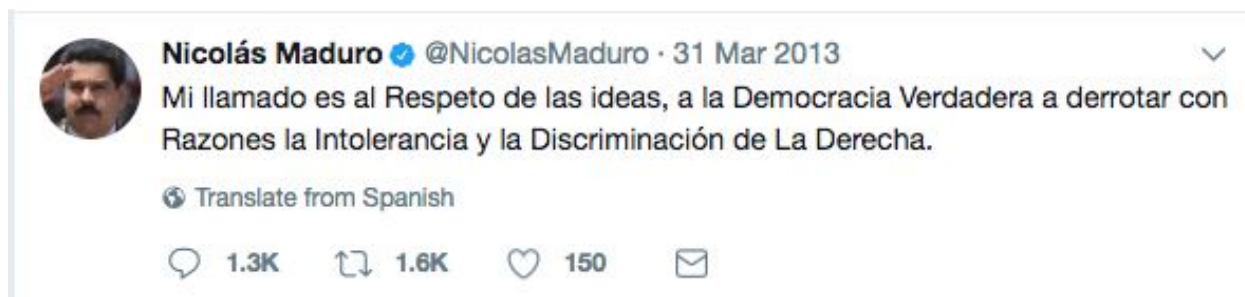 Nicolás Maduro @NicolasMaduro · 31 Mar 2013
Mi llamado es al Respeto de las ideas, a la Democracia Verdadera a derrotar con
Razones la Intolerancia y la Discriminación de La Derecha.
Translate from Spanish
1.3K 1.6K 150